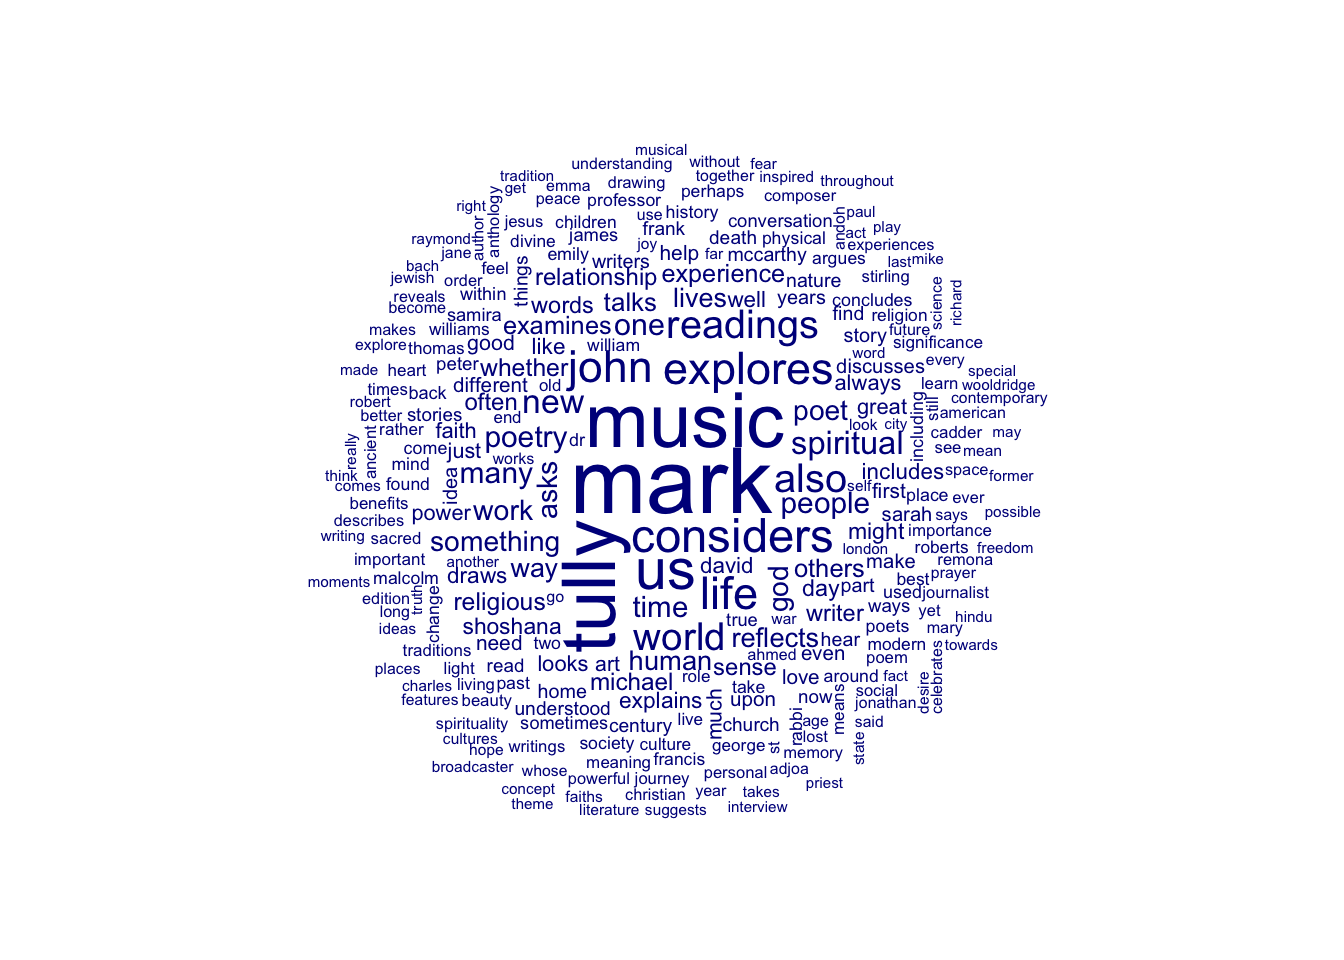 musical
understanding without fear
tradition emma drawing together inspired throughout
get peace professor perhaps composer
right author anthology jesus children use history conversation andoh paul
raymond divine james frank death physical act play
jane emily writers joy help far mccarthy argues experiences
bach feel things relationship experience nature last mike
jewish order stirling
reveals within words talks lives well years concludes science richard
become samira examines one readings find religion
makes williams good like william story future significance
explore thomas whether john explores word discusses every
made heart peter different old always learn special
times back often new music poet great including still wooldridge
robert contemporary
better stories end look city american
rather faith poetry dr spiritual cadder may
really ancient come just works see mean
think mind idea many asks mark also includes space former
comes found self first place ever
benefits power work people sarah says possible
describes
writing sacred something tully considers might importance
important another way us london roberts freedom
moments malcolm draws david god others make remona
edition truth change religious go life day part best prayer
long time writer used journalist
ideas shoshana true war ways yet hindu
traditions need two world reflects hear poets mary
places light read looks art human sense ahmed even modern towards
charles living past michael role love around poem fact
features beauty home explains take now social desire celebrates
understood much upon means jonathan
spirituality sometimes century live church rabbi age said
cultures hope writings society culture george st lost state
broadcaster whose meaning francis memory
concept powerful journey personal adjoa priest
theme faiths christian year takes
literature suggests interview